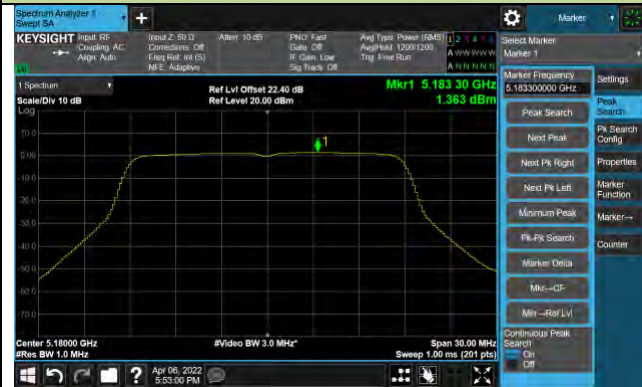 Spectrum Analyzer 1
Swept SA
+
Marker
KEYSIGHT
Input: RF
Coupling: AC
Align: Auto
Input Z: 50 Ω
Corrections: Off
Freq Ref: Int (S)
NFE: Adaptive
Atten: 10 dB
PNO: Fast
Gate: Off
IF Gain: Low
Sig Track: Off
Avg Type: Power (RMS)
Avg|Hold: 1200/1200
Trig: Free Run
A WWWWW
A N N N N N
Select Marker
Marker 1
1 Spectrum
Scale/Div 10 dB
Log
Ref Lvl Offset 22.40 dB
Ref Level 20.00 dBm
Mkr1 5.183 30 GHz
1.363 dBm
1
10.0
0.00
-10.0
-20.0
-30.0
-40.0
-50.0
-60.0
-70.0
Center 5.18000 GHz
#Res BW 1.0 MHz
#Video BW 3.0 MHz*
Span 30.00 MHz
Sweep 1.00 ms (201 pts)
Marker Frequency
5.183300000 GHz
Peak Search
Next Peak
Next Pk Right
Next Pk Left
Minimum Peak
Pk-Pk Search
Marker Delta
Mkr→CF
Mkr→Ref Lvl
Continuous Peak
Search
On
Off
Settings
Peak
Search
Pk Search
Config
Properties
Marker
Function
Marker→
Counter
?
Apr 06, 2022
5:53:00 PM